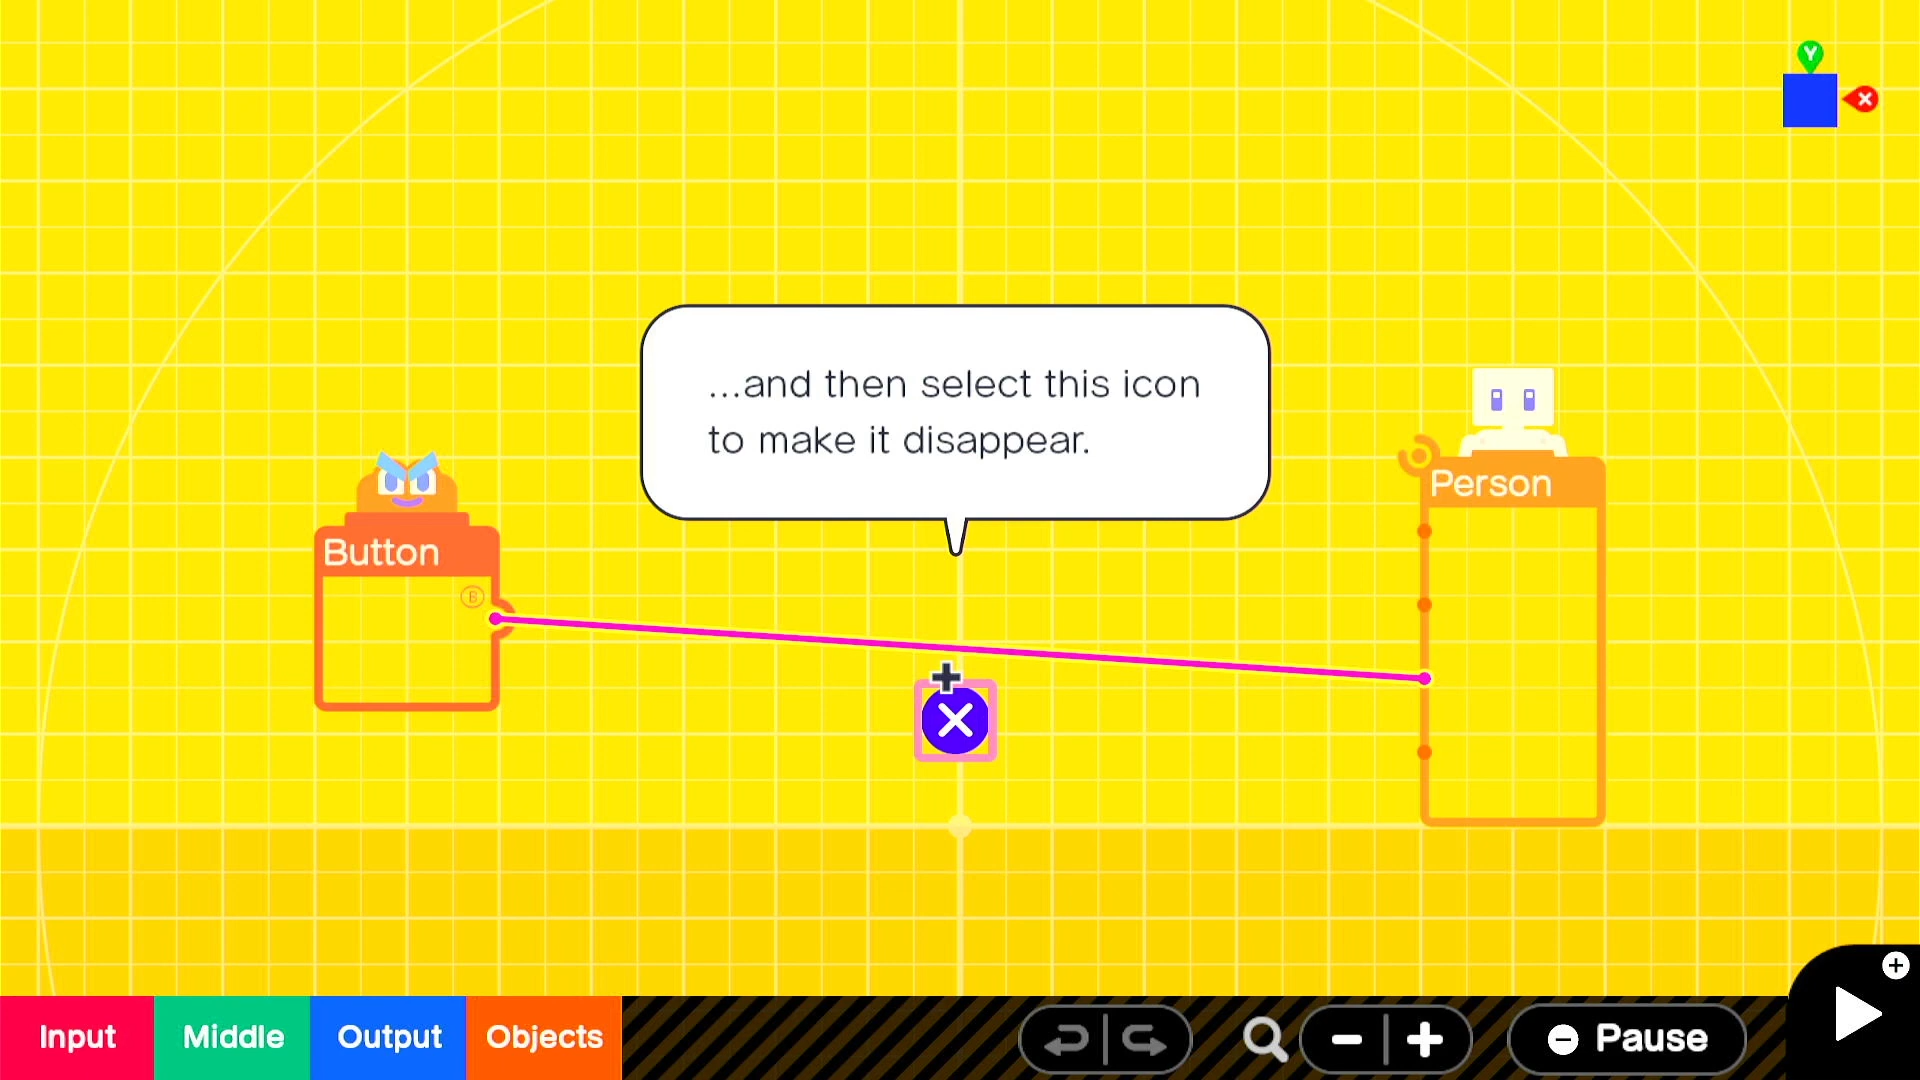 Y
X
...and then select this icon
to make it disappear.
Person
Button
B
Input
Middle
Output
Objects
Pause